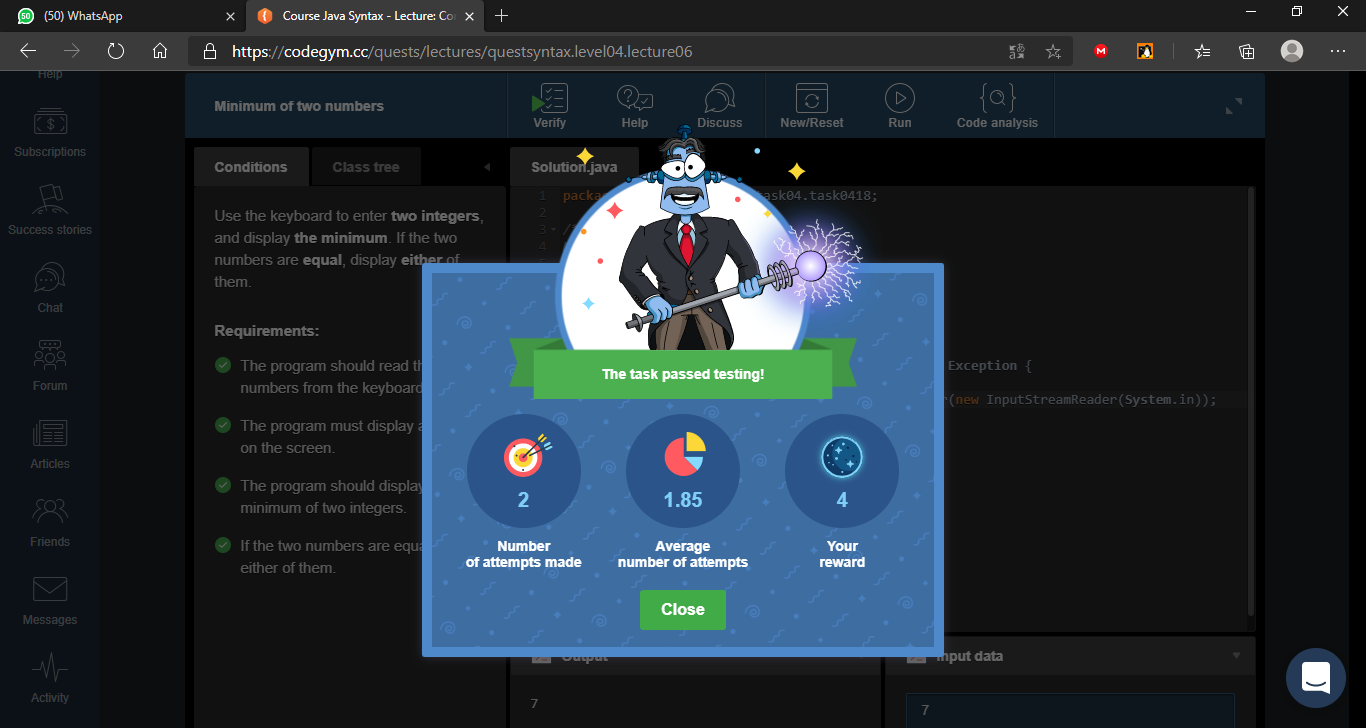 50
(50) WhatsApp
Course Java Syntax - Lecture: Co
https://codegym.cc/quests/lectures/questsyntax.level04.lecture06
M
Help
Subscriptions
Success stories
Chat
Forum
Articles
Friends
Messages
Activity
Minimum of two numbers
Verify
Help
Discuss
New/Reset
Run
Code analysis
Conditions
Class tree
Solution.java
Use the keyboard to enter two integers,
and display the minimum. If the two
numbers are equal, display either of
them.
Requirements:
The program should read
numbers from the keyboard
The program must display a
on the screen.
The program should display
minimum of two integers.
If the two numbers are
either of them.
1
2
3
4
task04.task0418;
Exception {
(new InputStreamReader(System.in));
The task passed testing!
2
1.85
4
Number
of attempts made
Average
number of attempts
Your
reward
Close
Output
Input data
7
7